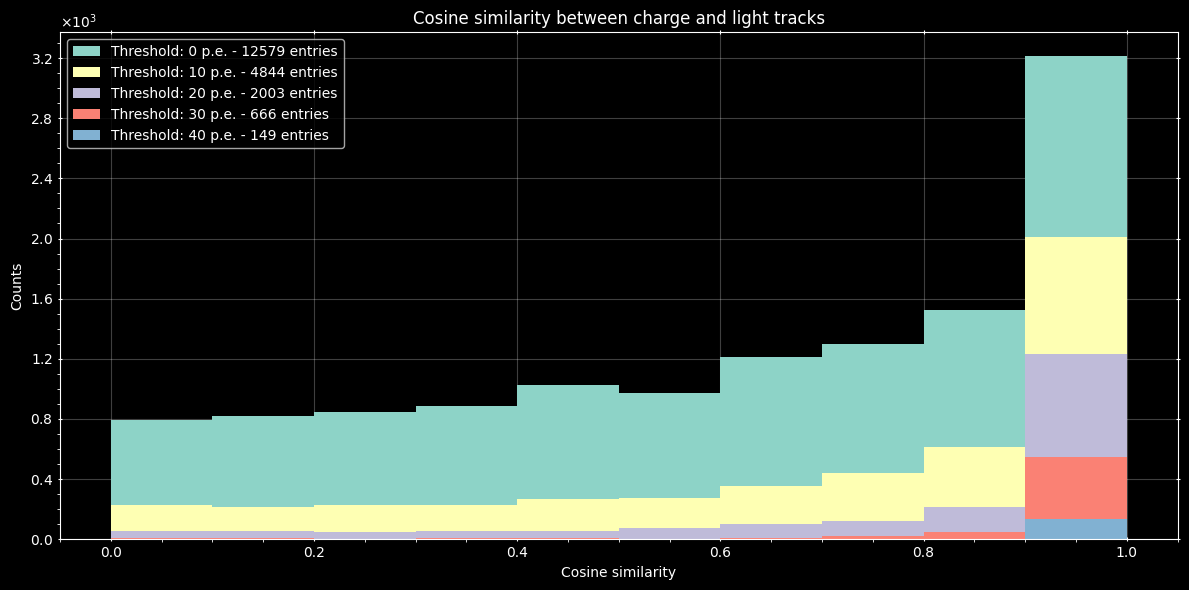 Cosine similarity between charge and light tracks
×10³
Threshold: 0 p.e. - 12579 entries
Threshold: 10 p.e. - 4844 entries
Threshold: 20 p.e. - 2003 entries
Threshold: 30 p.e. - 666 entries
Threshold: 40 p.e. - 149 entries
3.2
2.8
2.4
2.0
1.6
1.2
0.8
0.4
0.0
Counts
0.0 0.2 0.4 0.6 0.8 1.0
Cosine similarity